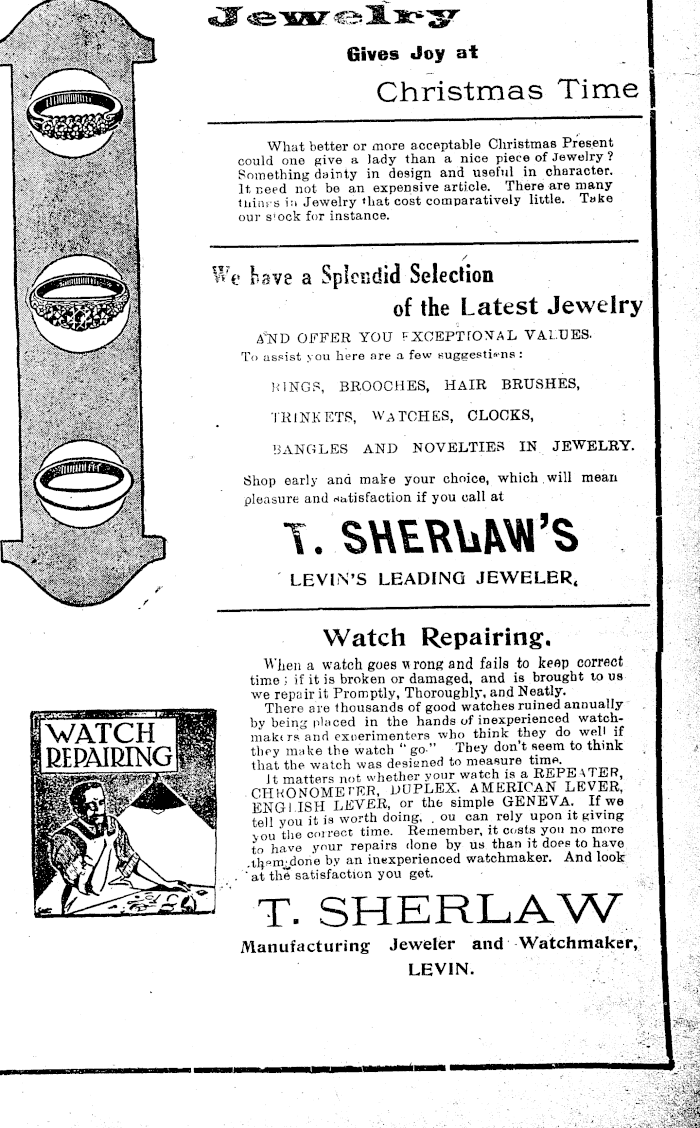 Jewelry
Gives Joy at
Christmas Time
What better or more acceptable Christmas Present
could one give a lady than a nice piece of Jewelry?
Something dainty in design and useful in character.
It need not be an expensive article. There are many
things in Jewelry that cost comparatively little. Take
our stock for instance.
We have a Splendid Selection
of the Latest Jewelry
AND OFFER YOU EXCEPTIONAL VALUES.
To assist you here are a few suggestions:
RINGS, BROOCHES, HAIR BRUSHES,
TRINKETS, WATCHES, CLOCKS,
BANGLES AND NOVELTIES IN JEWELRY.
Shop early and make your choice, which will mean
pleasure and satisfaction if you call at
T. SHERLAW'S
LEVIN'S LEADING JEWELER.
Watch Repairing.
When a watch goes wrong and fails to keep correct
time; if it is broken or damaged, and is brought to us
we repair it Promptly, Thoroughly, and Neatly.
There are thousands of good watches ruined annually
by being placed in the hands of inexperienced watch-
makers and experimenters who think they do well if
they make the watch "go." They don't seem to think
that the watch was designed to measure time.
It matters not whether your watch is a REPEATER,
CHRONOMETER, DUPLEX, AMERICAN LEVER,
ENGLISH LEVER, or the simple GENEVA. If we
tell you it is worth doing, you can rely upon it giving
you the correct time. Remember, it costs you no more
to have your repairs done by us than it does to have
them done by an inexperienced watchmaker. And look
at the satisfaction you get.
WATCH
REPAIRING
T. SHERLAW
Manufacturing Jeweler and Watchmaker,
LEVIN.